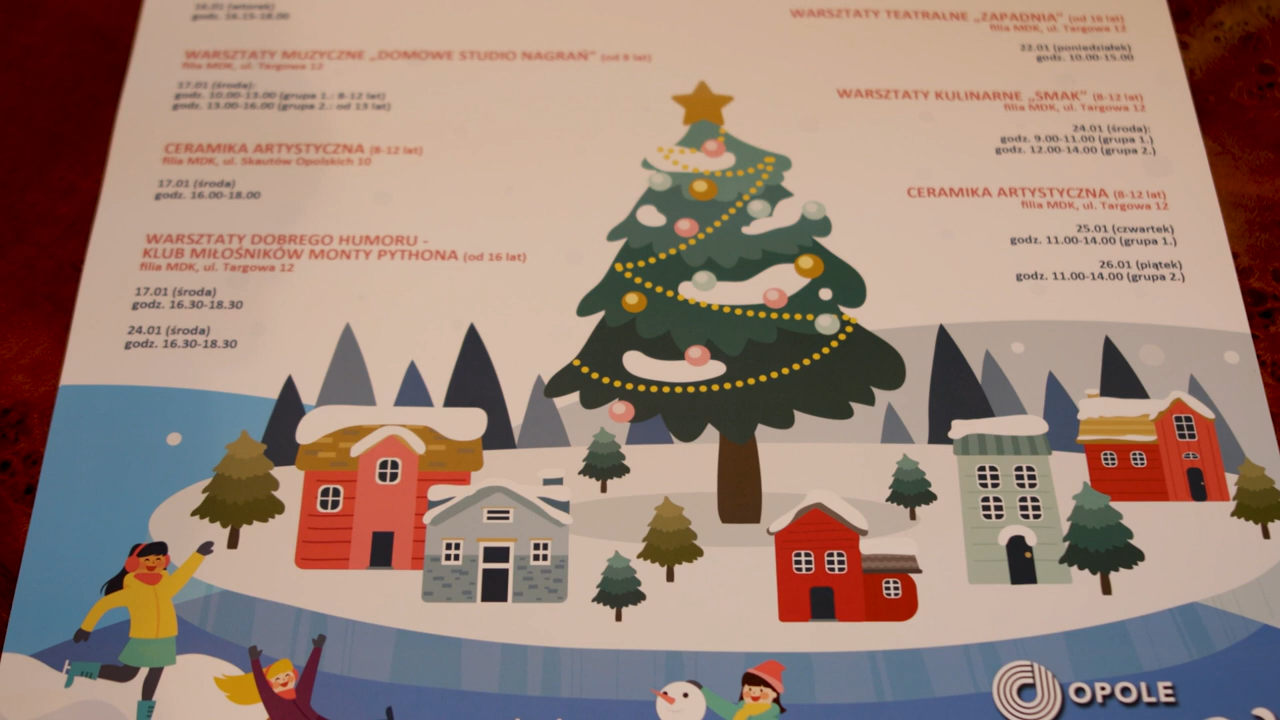 16.01 (wtorek)
godz. 16.15-18.00
WARSZTATY MUZYCZNE „DOMOWE STUDIO NAGRAŃ” (od 8 lat)
filia MDK, ul. Targowa 12
17.01 (środa):
godz. 10.00-13.00 (grupa 1.: 8-12 lat)
godz. 13.00-16.00 (grupa 2.: od 13 lat)
CERAMIKA ARTYSTYCZNA (8-12 lat)
filia MDK, ul. Skautów Opolskich 10
17.01 (środa)
godz. 16.00-18.00
WARSZTATY DOBREGO HUMORU -
KLUB MIŁOŚNIKÓW MONTY PYTHONA (od 16 lat)
filia MDK, ul. Targowa 12
17.01 (środa)
godz. 16.30-18.30
24.01 (środa)
godz. 16.30-18.30
WARSZTATY TEATRALNE „ZAPADNIA” (od 16 lat)
filia MDK, ul. Targowa 12
22.01 (poniedziałek)
godz. 10.00-15.00
WARSZTATY KULINARNE „SMAK” (8-12 lat)
filia MDK, ul. Targowa 12
24.01 (środa):
godz. 9.00-11.00 (grupa 1.)
godz. 12.00-14.00 (grupa 2.)
CERAMIKA ARTYSTYCZNA (8-12 lat)
filia MDK, ul. Targowa 12
25.01 (czwartek)
godz. 11.00-14.00 (grupa 1.)
26.01 (piątek)
godz. 11.00-14.00 (grupa 2.)
OPOLE